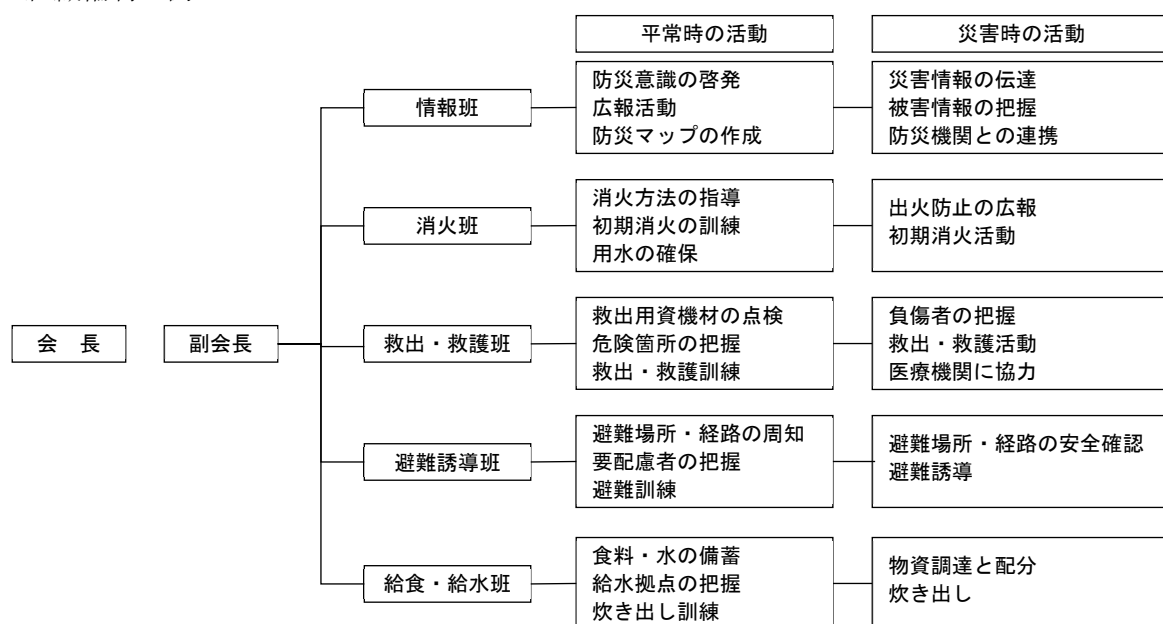 平常時の活動
災害時の活動
情報班
防災意識の啓発
広報活動
防災マップの作成
災害情報の伝達
被害情報の把握
防災機関との連携
消火班
消火方法の指導
初期消火の訓練
用水の確保
出火防止の広報
初期消火活動
会　長
副会長
救出・救護班
救出用資機材の点検
危険箇所の把握
救出・救護訓練
負傷者の把握
救出・救護活動
医療機関に協力
避難誘導班
避難場所・経路の周知
要配慮者の把握
避難訓練
避難場所・経路の安全確認
避難誘導
給食・給水班
食料・水の備蓄
給水拠点の把握
炊き出し訓練
物資調達と配分
炊き出し